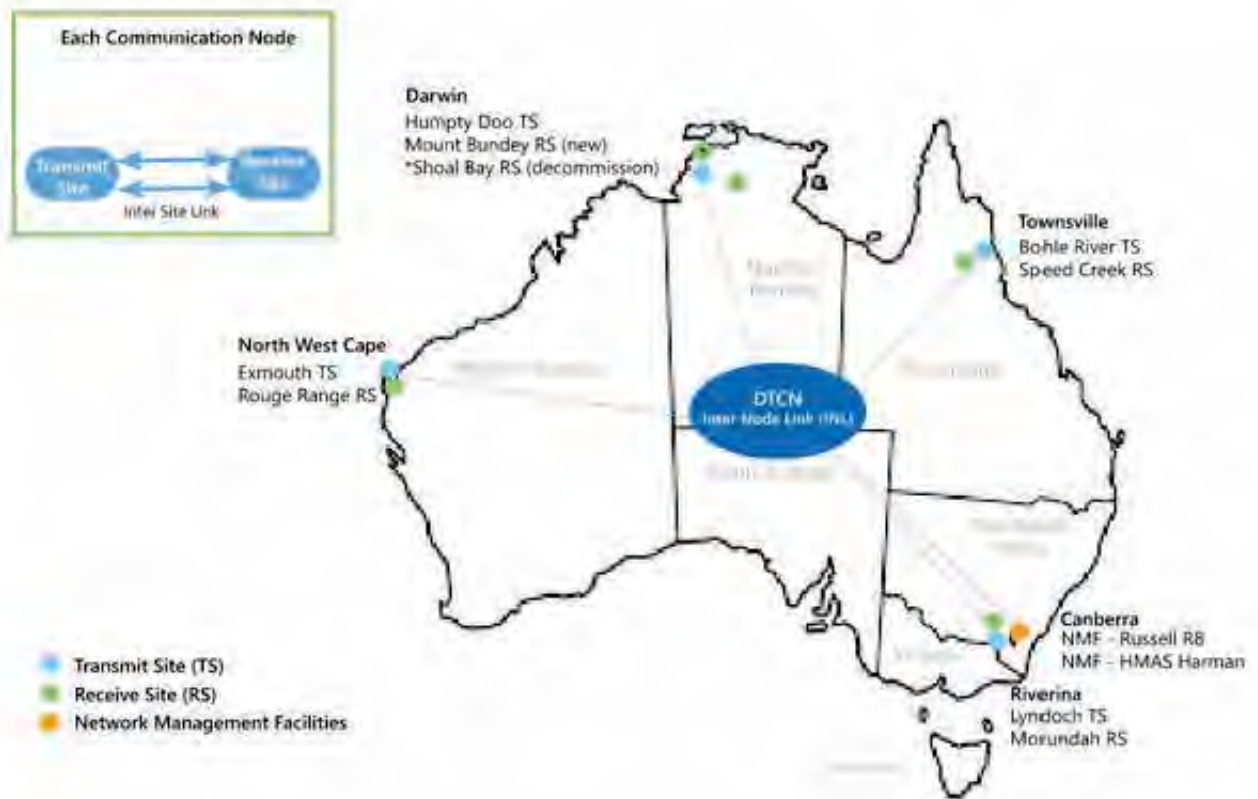 Each Communication Node
Transmit
Site
Inter Site Link
Darwin
Humpty Doo TS
Mount Bundey RS (new)
*Shoal Bay RS (decommission)
Townsville
Bohle River TS
Speed Creek RS
North West Cape
Exmouth TS
Rouge Range RS
DTCN
Inter Node Link (INL)
Canberra
NMF - Russell R8
NMF - HMAS Harman
Riverina
Lyndoch TS
Morundah RS
Transmit Site (TS)
Receive Site (RS)
Network Management Facilities